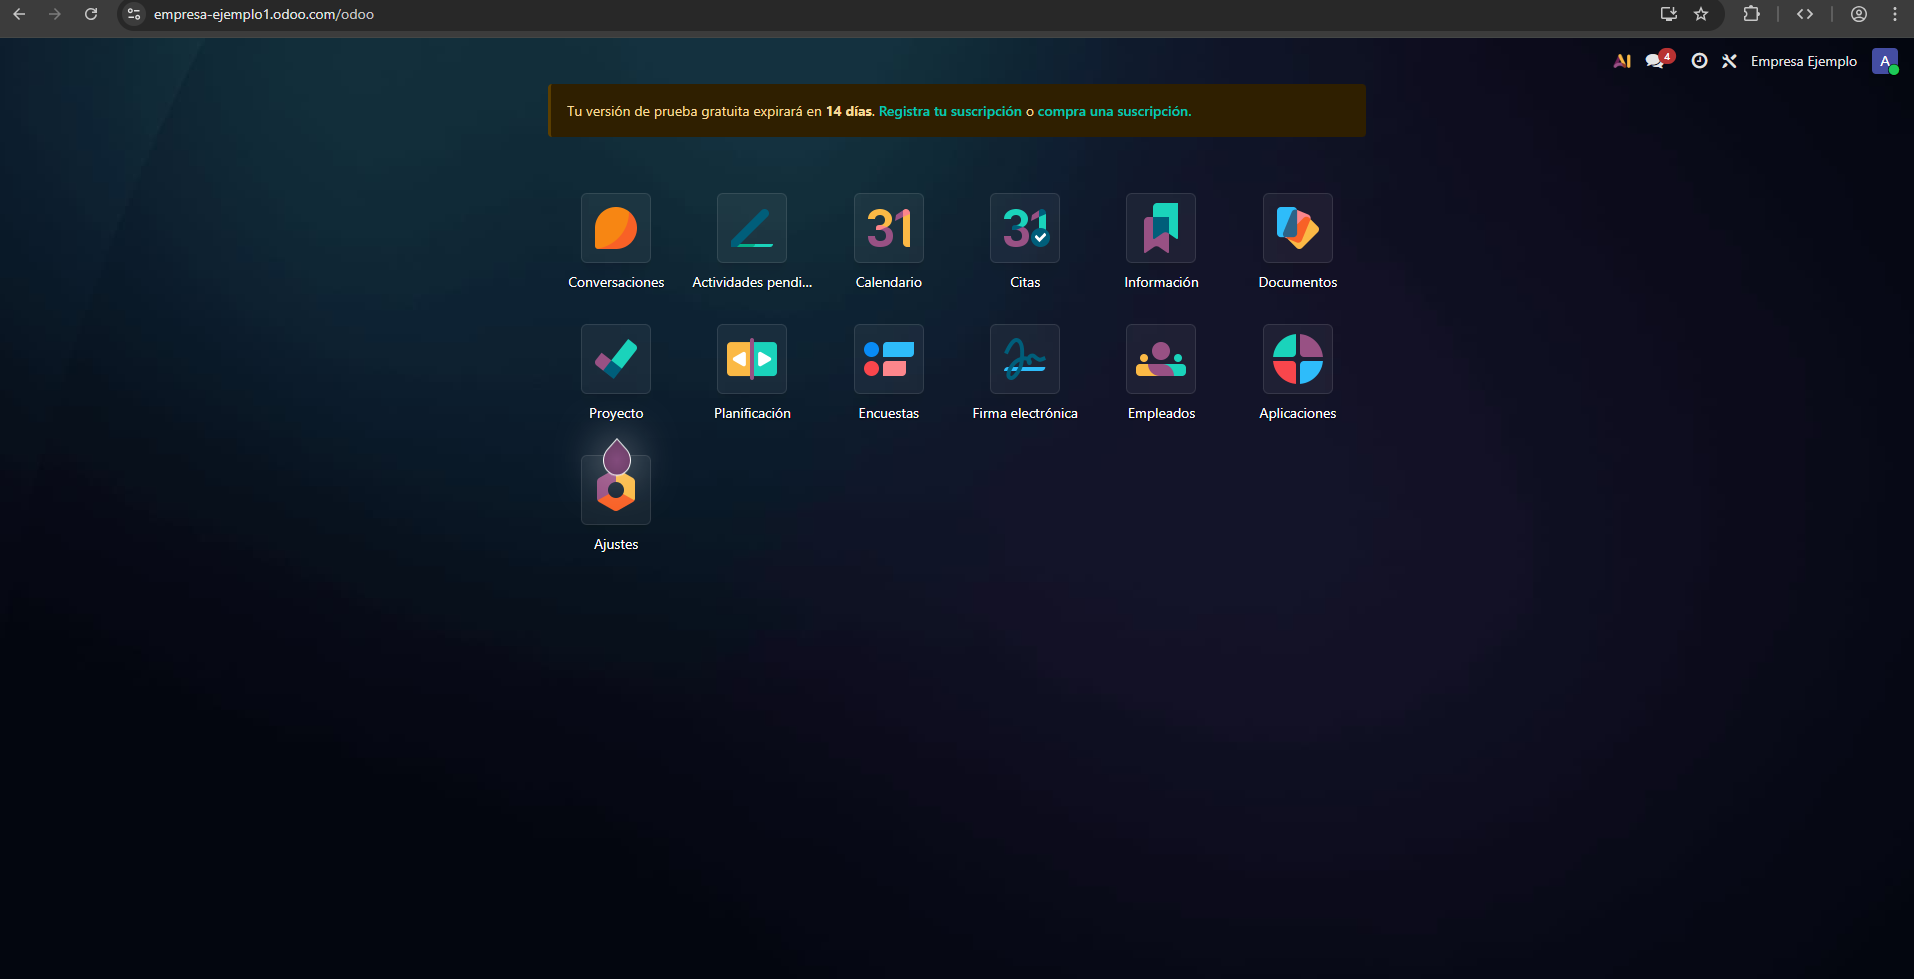 empresa-ejemplo1.odoo.com/odoo
AI 4 Empresa Ejemplo A
Tu versión de prueba gratuita expirará en 14 días. Registra tu suscripción o compra una suscripción.
31 31
Conversaciones Actividades pendi... Calendario Citas Información Documentos
Proyecto Planificación Encuestas Firma electrónica Empleados Aplicaciones
Ajustes